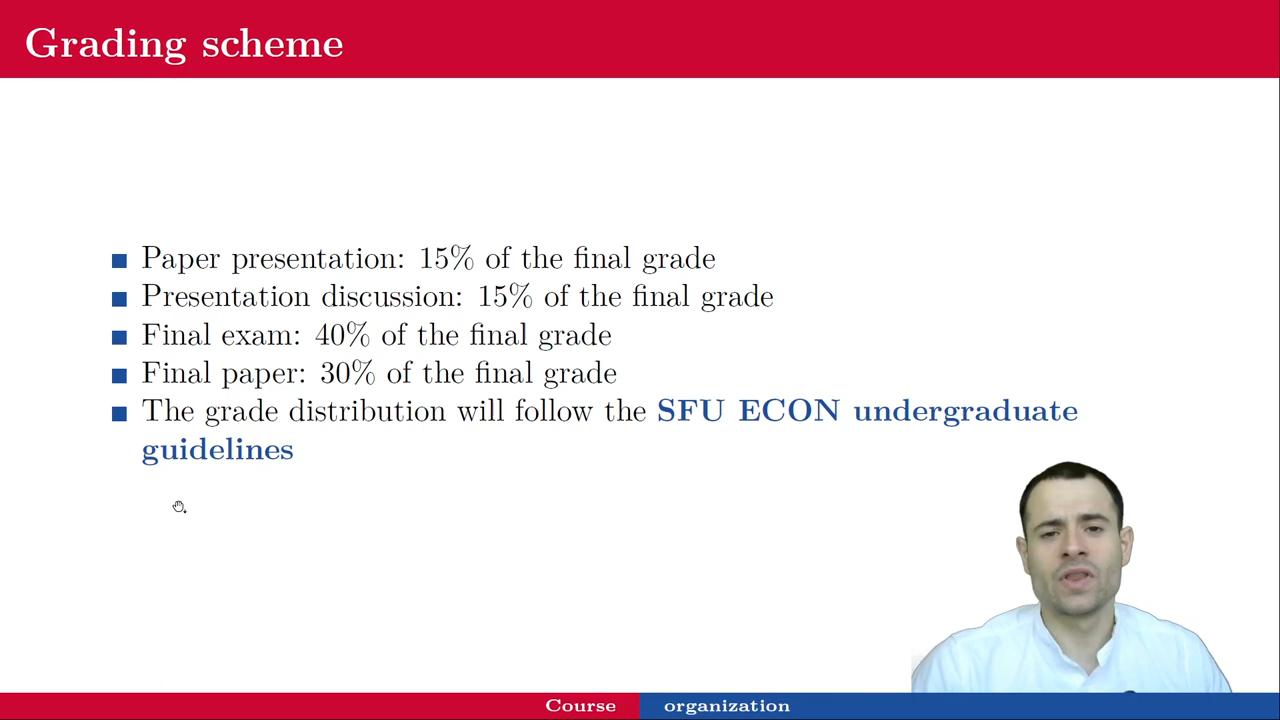 Grading scheme
Paper presentation: 15% of the final grade
Presentation discussion: 15% of the final grade
Final exam: 40% of the final grade
Final paper: 30% of the final grade
The grade distribution will follow the SFU ECON undergraduate
guidelines
Course organization